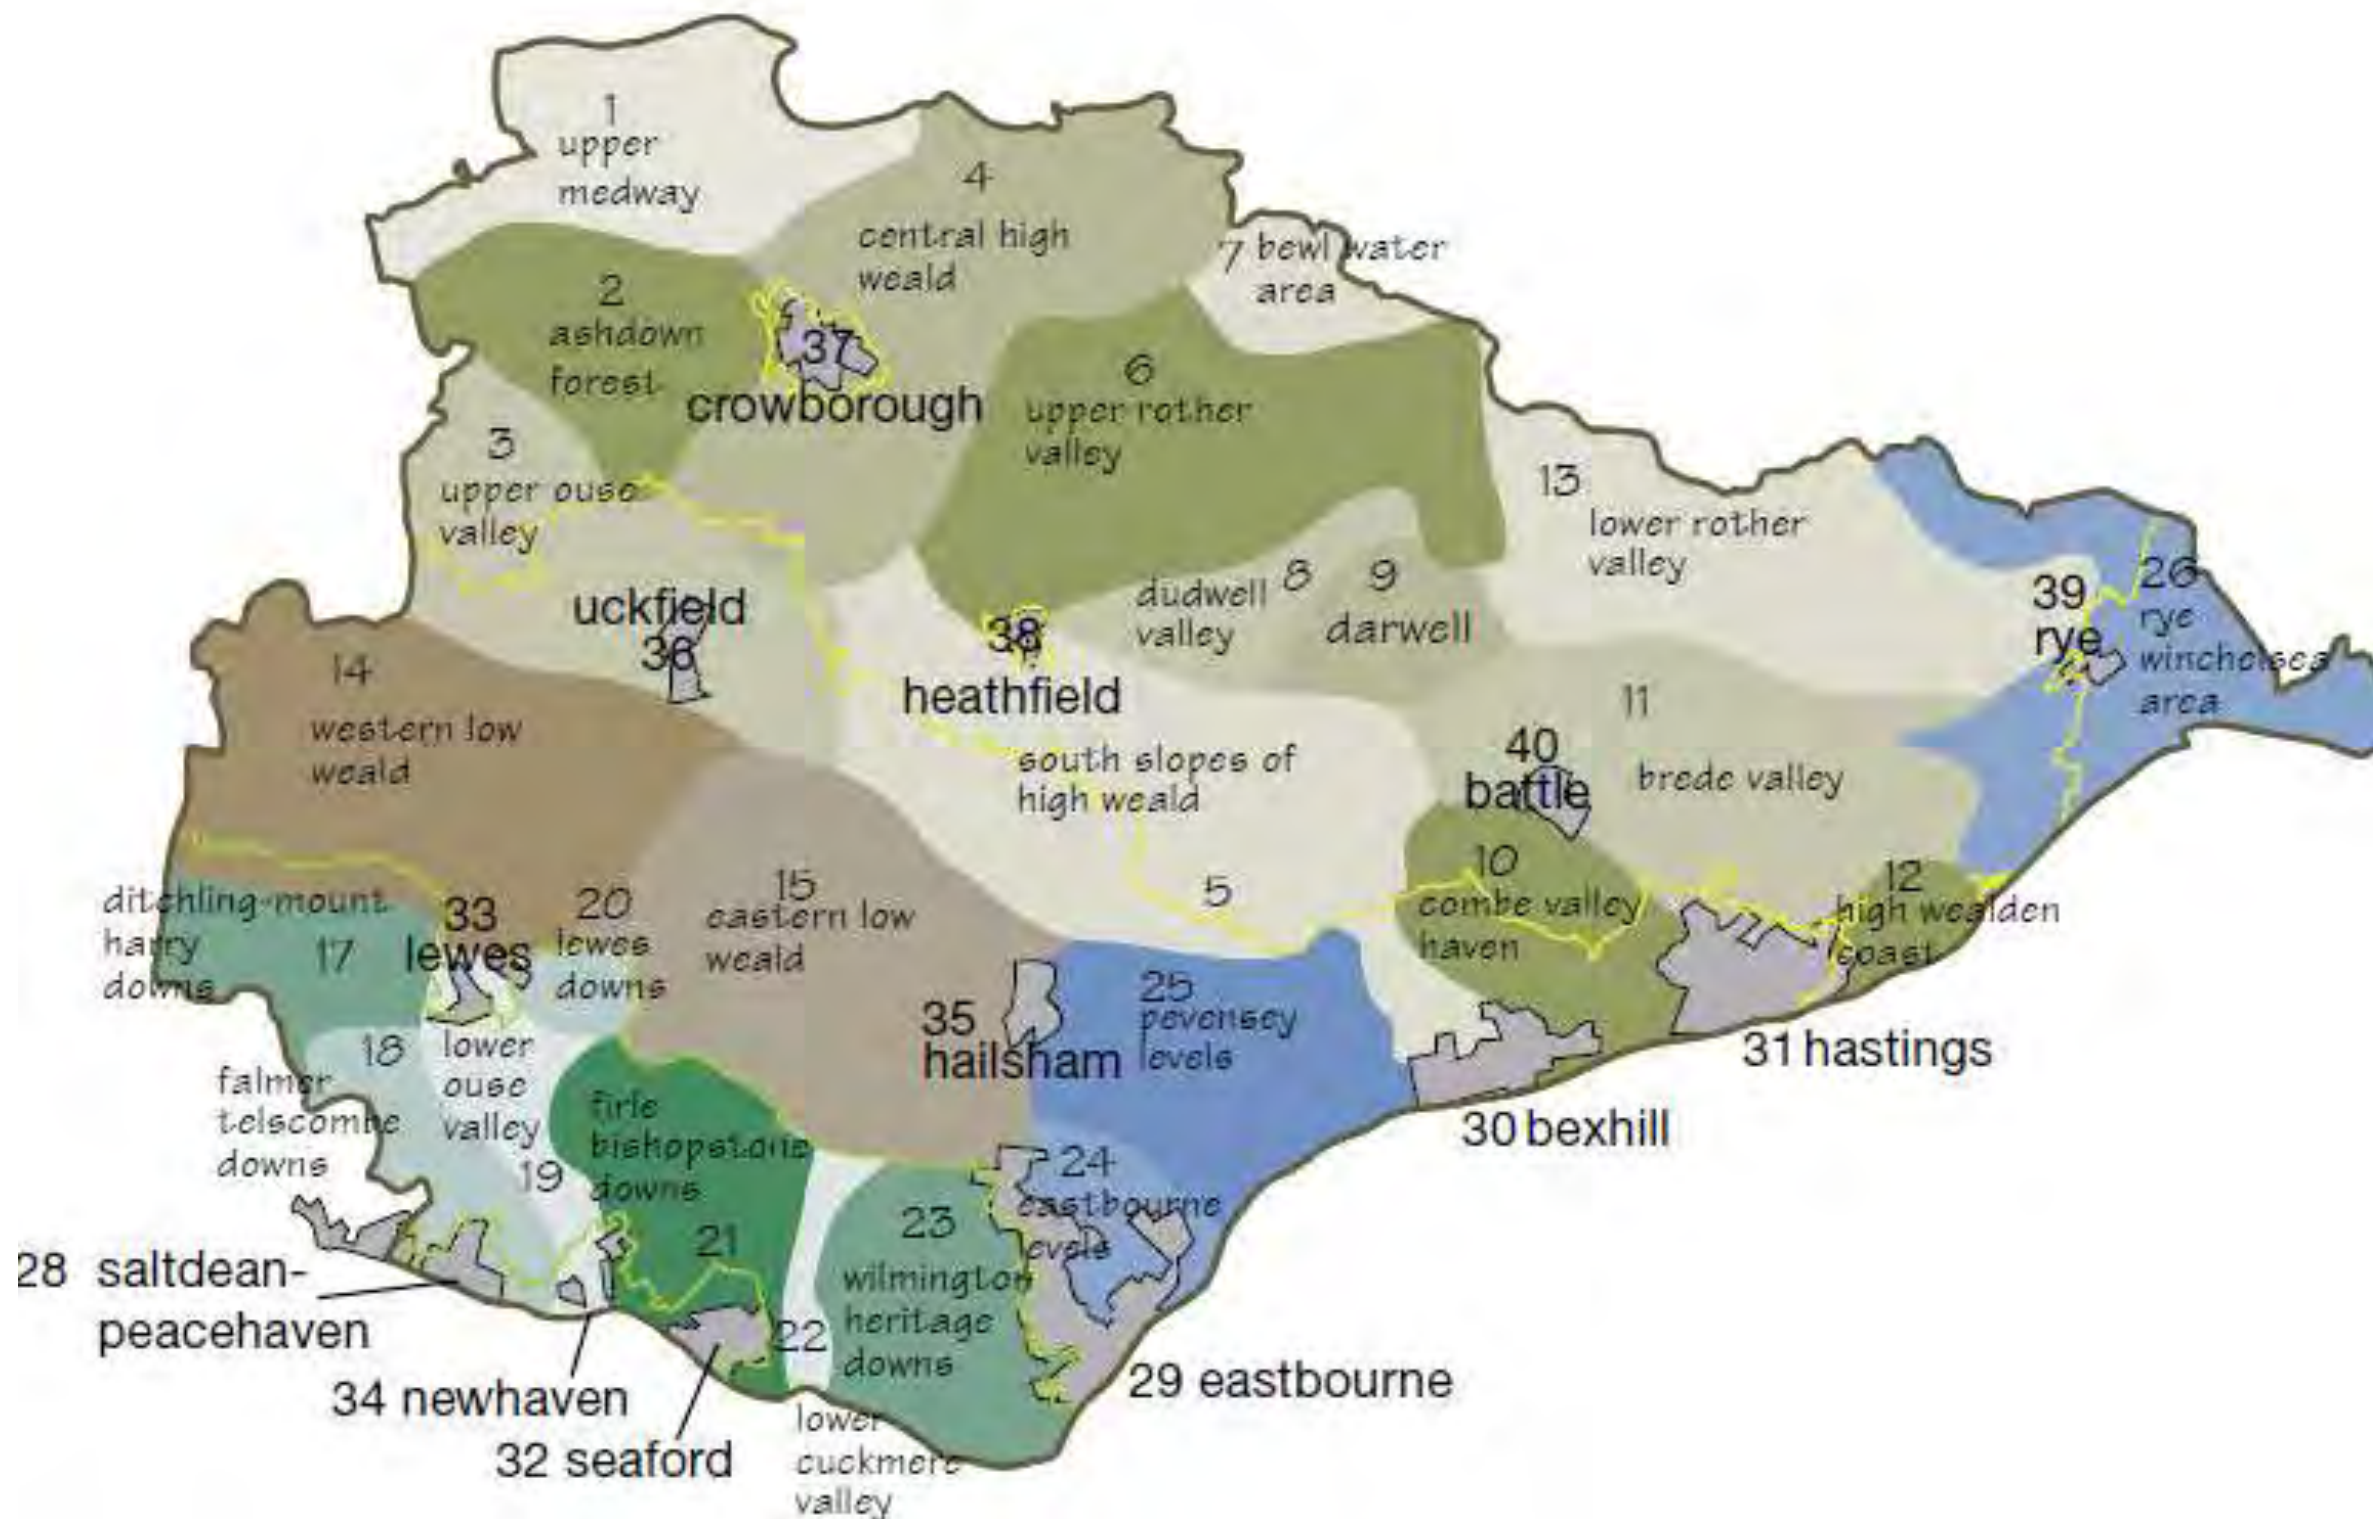 1
upper
medway
4
central high
weald
7 bewl water
area
2
ashdown
forest
37
crowborough
6
upper rother
valley
3
upper ouse
valley
13
lower rother
valley
8
dudwell
valley
9
darwell
39
rye
26
rye
winchelsea
area
uckfield
36
38
heathfield
14
western low
weald
11
brede valley
40
battle
south slopes of
high weald
5
10
combe valley
haven
12
high wealden
coast
15
eastern low
weald
ditchling-mount
harry
downs
17
33
lewes
20
lewes
downs
25
pevensey
levels
35
hailsham
18
falmer
telscombe
downs
lower
ouse
valley
19
firle
bishopstone
downs
21
31 hastings
30 bexhill
24
eastbourne
levels
23
wilmington
heritage
downs
28 saltdean-
peacehaven
22
lower
cuckmere
valley
29 eastbourne
34 newhaven
32 seaford